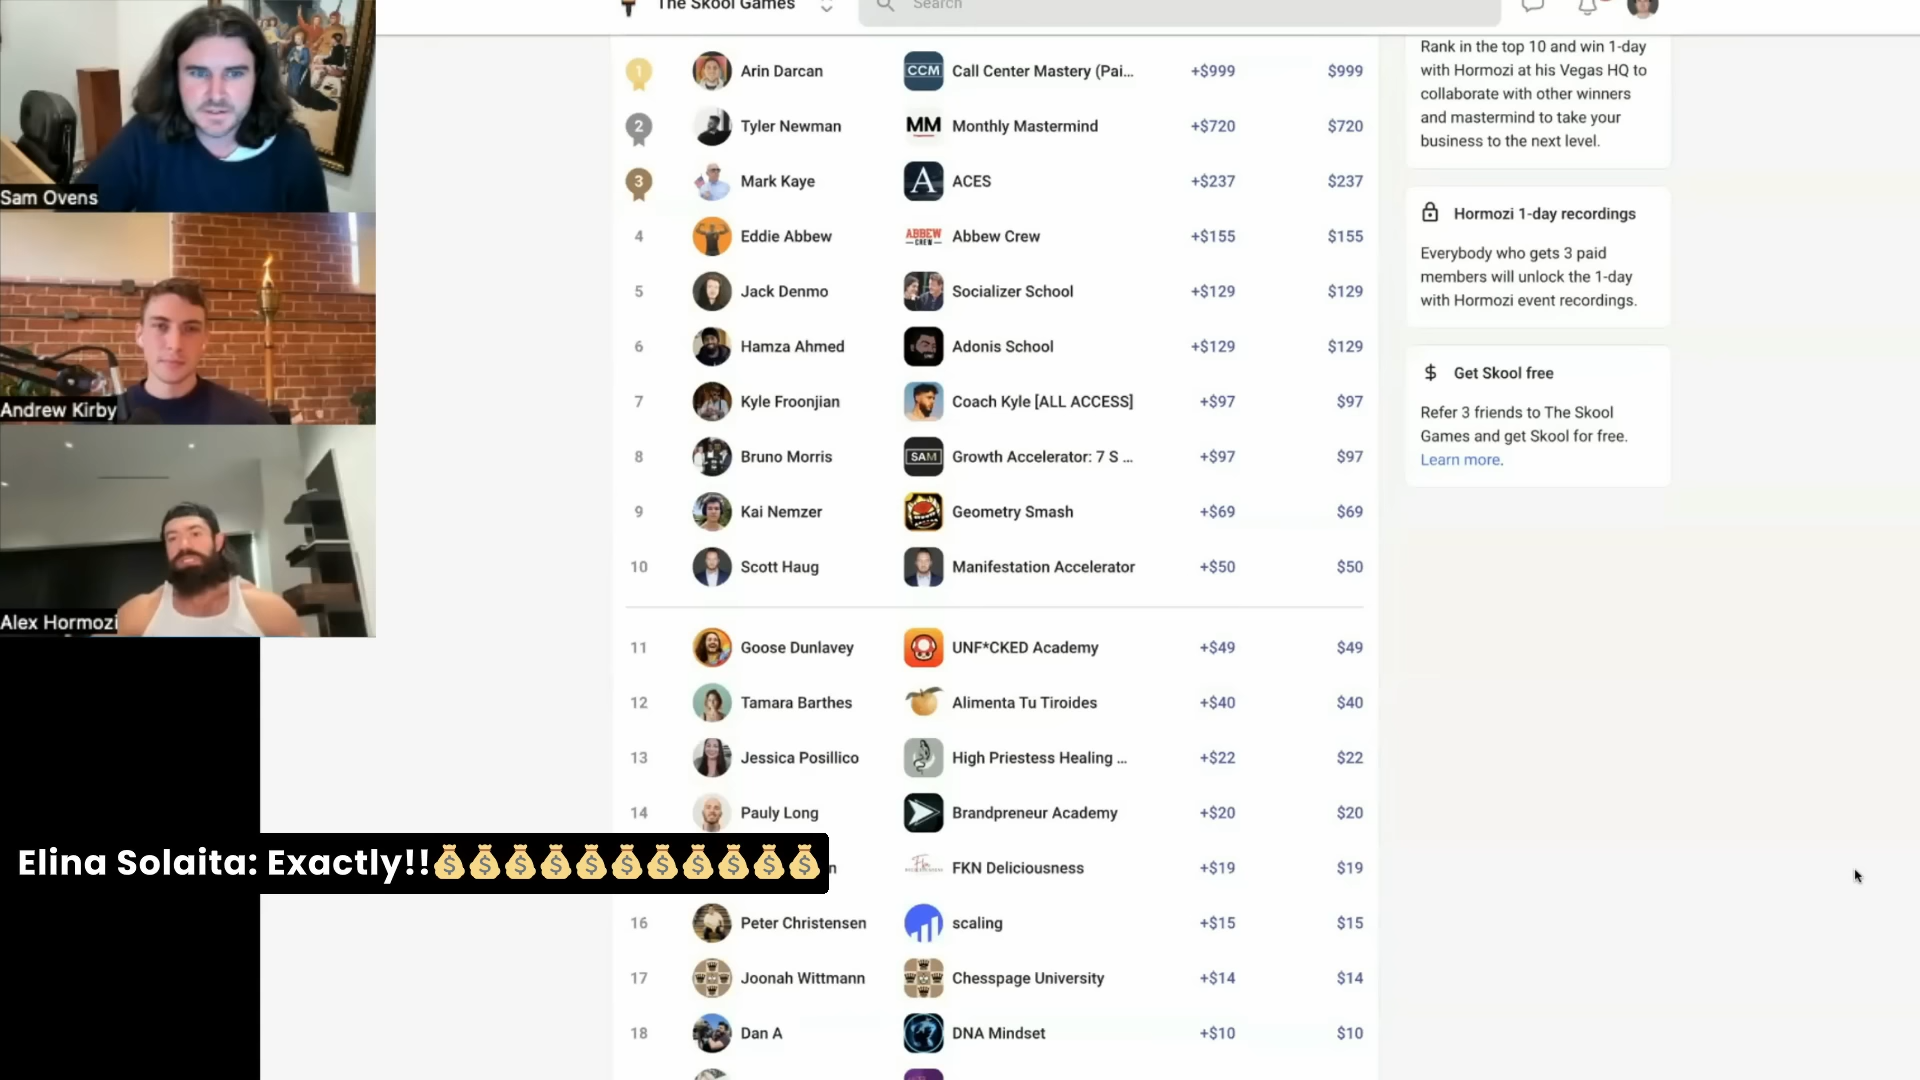 The Skool Games
Search
Sam Ovens
Andrew Kirby
Alex Hormozi
1 Arin Darcan CCM Call Center Mastery (Pai... +$999 $999
2 Tyler Newman MM Monthly Mastermind +$720 $720
3 Mark Kaye A ACES +$237 $237
4 Eddie Abbew ABBEW CREW Abbew Crew +$155 $155
5 Jack Denmo Socializer School +$129 $129
6 Hamza Ahmed Adonis School +$129 $129
7 Kyle Froonjian Coach Kyle [ALL ACCESS] +$97 $97
8 Bruno Morris SAM Growth Accelerator: 7 S ... +$97 $97
9 Kai Nemzer Geometry Smash +$69 $69
10 Scott Haug Manifestation Accelerator +$50 $50
11 Goose Dunlavey UNF*CKED Academy +$49 $49
12 Tamara Barthes Alimenta Tu Tiroides +$40 $40
13 Jessica Posillico High Priestess Healing ... +$22 $22
14 Pauly Long Brandpreneur Academy +$20 $20
Elina Solaita: Exactly!!💰💰💰💰💰💰💰💰💰💰💰
n FKN Deliciousness +$19 $19
16 Peter Christensen scaling +$15 $15
17 Joonah Wittmann Chesspage University +$14 $14
18 Dan A DNA Mindset +$10 $10
Rank in the top 10 and win 1-day
with Hormozi at his Vegas HQ to
collaborate with other winners
and mastermind to take your
business to the next level.
Hormozi 1-day recordings
Everybody who gets 3 paid
members will unlock the 1-day
with Hormozi event recordings.
$ Get Skool free
Refer 3 friends to The Skool
Games and get Skool for free.
Learn more.